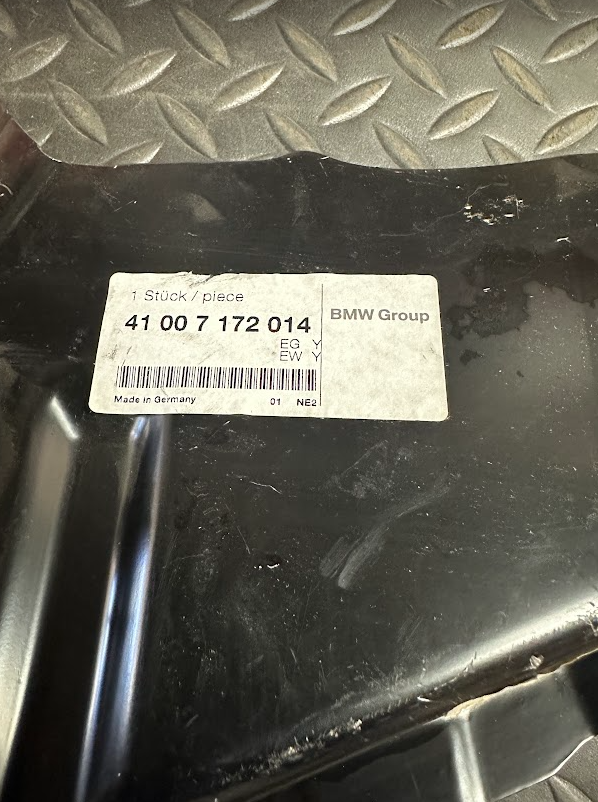 1 Stück / piece
41 00 7 172 014
EG Y
EW Y
Made in Germany 01 NE2
BMW Group